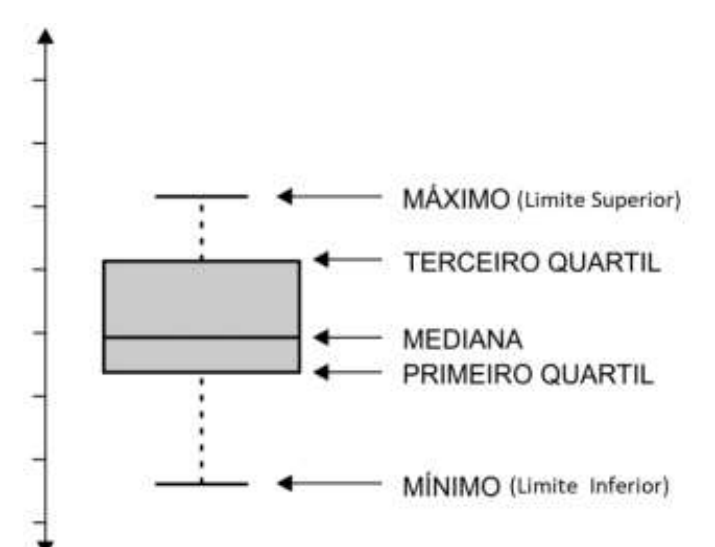 MÁXIMO (Limite Superior)
TERCEIRO QUARTIL
MEDIANA
PRIMEIRO QUARTIL
MÍNIMO (Limite Inferior)